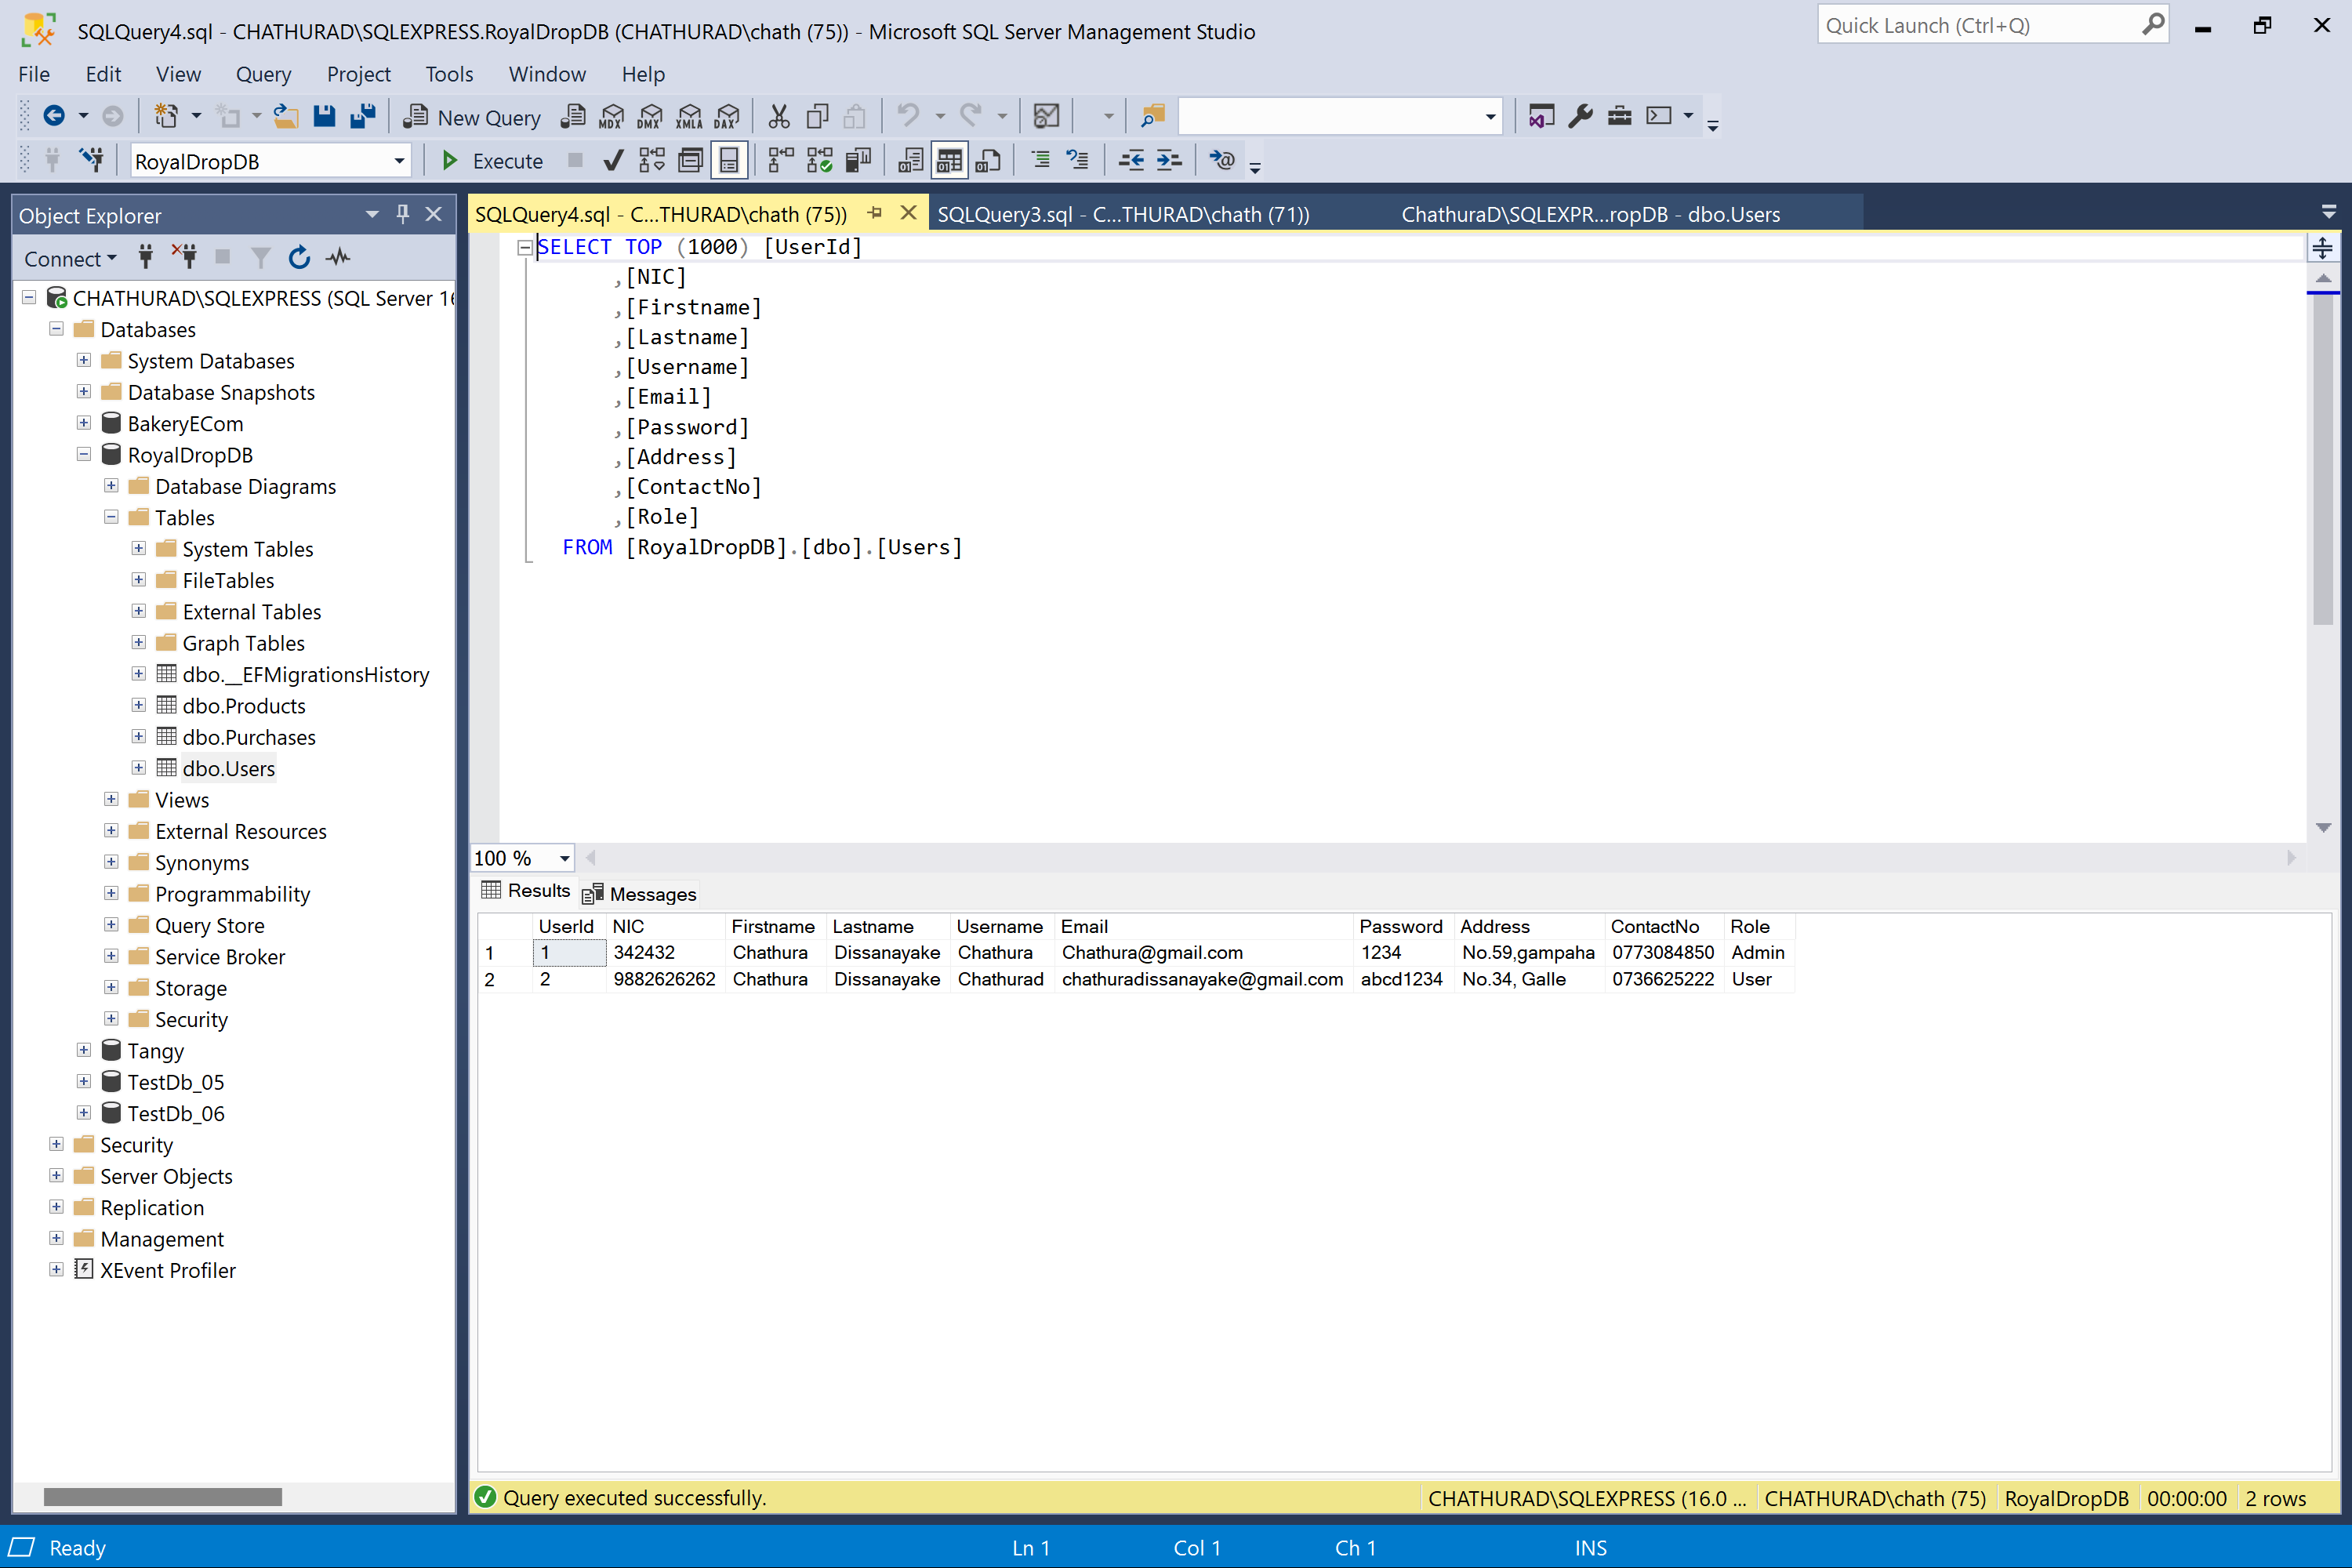 SQLQuery4.sql - CHATHURAD\SQLEXPRESS.RoyalDropDB (CHATHURAD\chath (75)) - Microsoft SQL Server Management Studio
Quick Launch (Ctrl+Q)
File Edit View Query Project Tools Window Help
New Query MDX DMX XMLA DAX
RoyalDropDB Execute
Object Explorer
Connect
CHATHURAD\SQLEXPRESS (SQL Server 16
Databases
System Databases
Database Snapshots
BakeryECom
RoyalDropDB
Database Diagrams
Tables
System Tables
FileTables
External Tables
Graph Tables
dbo.__EFMigrationsHistory
dbo.Products
dbo.Purchases
dbo.Users
Views
External Resources
Synonyms
Programmability
Query Store
Service Broker
Storage
Security
Tangy
TestDb_05
TestDb_06
Security
Server Objects
Replication
Management
XEvent Profiler
SQLQuery4.sql - C...THURAD\chath (75)) SQLQuery3.sql - C...THURAD\chath (71)) ChathuraD\SQLEXPR...ropDB - dbo.Users
SELECT TOP (1000) [UserId]
,[NIC]
,[Firstname]
,[Lastname]
,[Username]
,[Email]
,[Password]
,[Address]
,[ContactNo]
,[Role]
FROM [RoyalDropDB].[dbo].[Users]
100 %
Results Messages
UserId NIC Firstname Lastname Username Email Password Address ContactNo Role
1 1 342432 Chathura Dissanayake Chathura Chathura@gmail.com 1234 No.59,gampaha 0773084850 Admin
2 2 9882626262 Chathura Dissanayake Chathurad chathuradissanayake@gmail.com abcd1234 No.34, Galle 0736625222 User
Query executed successfully. CHATHURAD\SQLEXPRESS (16.0 ... CHATHURAD\chath (75) RoyalDropDB 00:00:00 2 rows
Ready Ln 1 Col 1 Ch 1 INS